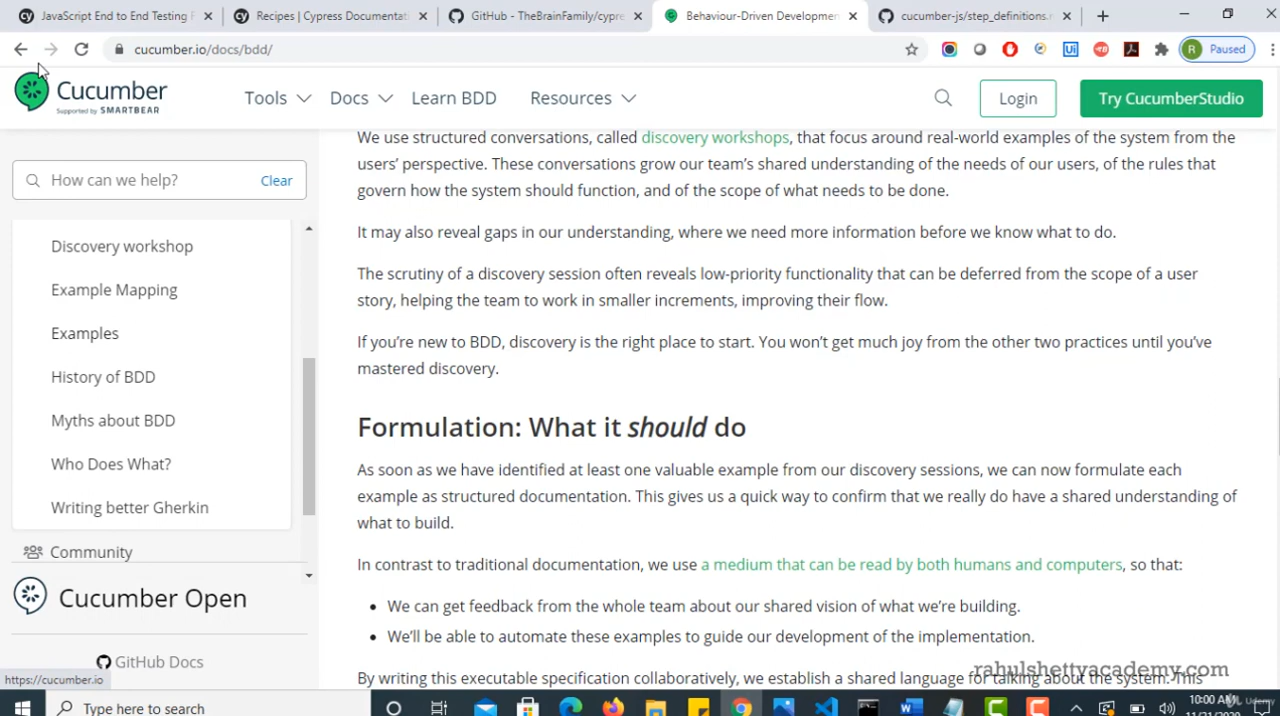 JavaScript End to End Testing F
Recipes | Cypress Documentati
GitHub - TheBrainFamily/cypre
Behaviour-Driven Developmen
cucumber-js/step_definitions.r
cucumber.io/docs/bdd/
R Paused
Cucumber
Supported by SMARTBEAR
Tools
Docs
Learn BDD
Resources
Login
Try CucumberStudio
How can we help?
Clear
Discovery workshop
Example Mapping
Examples
History of BDD
Myths about BDD
Who Does What?
Writing better Gherkin
Community
Cucumber Open
GitHub Docs
https://cucumber.io
We use structured conversations, called discovery workshops, that focus around real-world examples of the system from the
users' perspective. These conversations grow our team's shared understanding of the needs of our users, of the rules that
govern how the system should function, and of the scope of what needs to be done.
It may also reveal gaps in our understanding, where we need more information before we know what to do.
The scrutiny of a discovery session often reveals low-priority functionality that can be deferred from the scope of a user
story, helping the team to work in smaller increments, improving their flow.
If you're new to BDD, discovery is the right place to start. You won't get much joy from the other two practices until you've
mastered discovery.
Formulation: What it should do
As soon as we have identified at least one valuable example from our discovery sessions, we can now formulate each
example as structured documentation. This gives us a quick way to confirm that we really do have a shared understanding of
what to build.
In contrast to traditional documentation, we use a medium that can be read by both humans and computers, so that:
• We can get feedback from the whole team about our shared vision of what we're building.
• We'll be able to automate these examples to guide our development of the implementation.
By writing this executable specification collaboratively, we establish a shared language for talking about the system. This
rahulshettyacademy.com
Type here to search
10:00 AM
Udemy